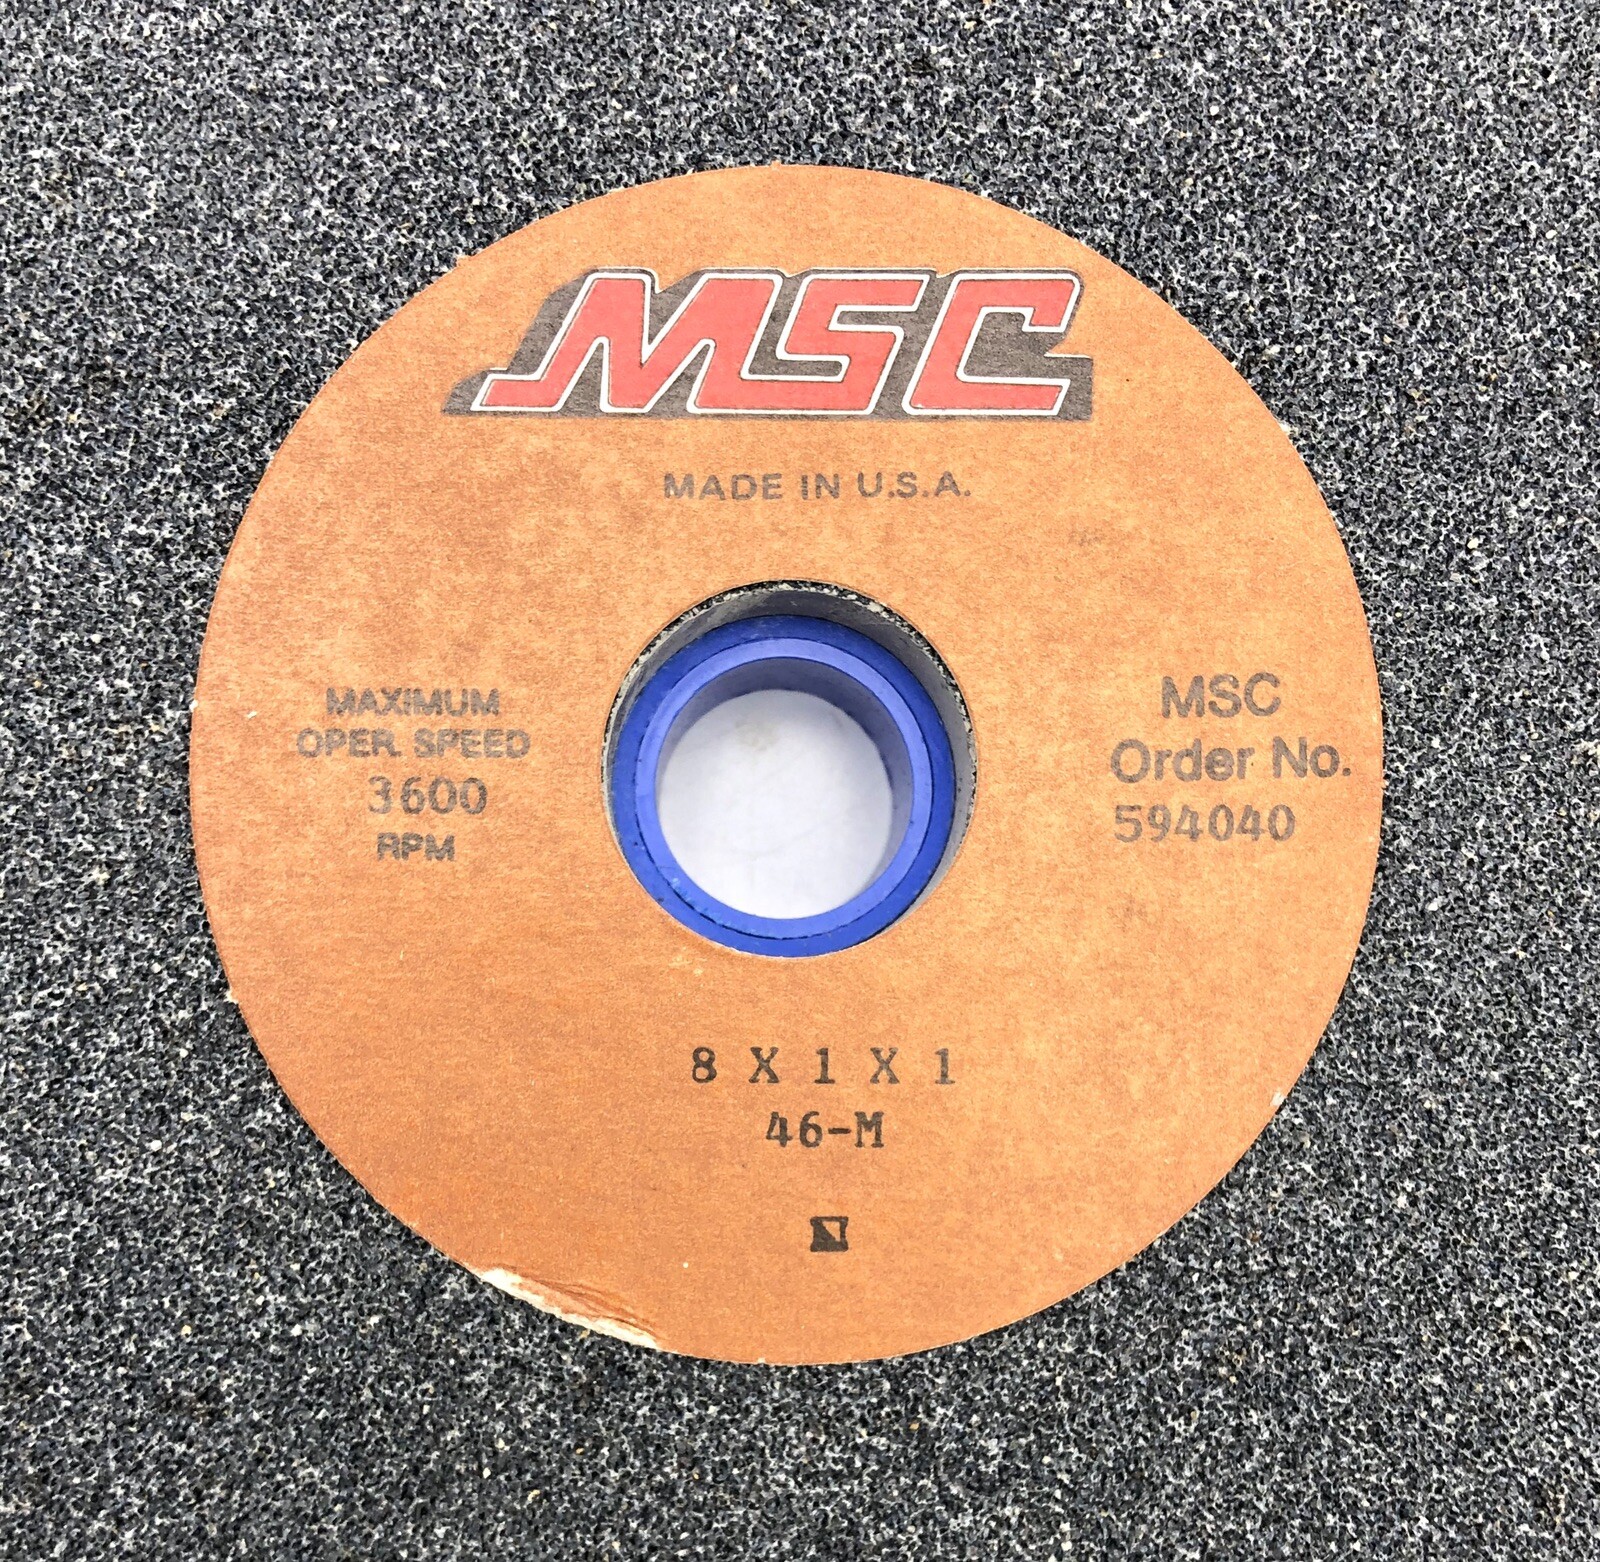 MSC
MADE IN U.S.A.
MAXIMUM
OPER. SPEED
3600
RPM
MSC
Order No.
594040
8 X 1 X 1
46-M